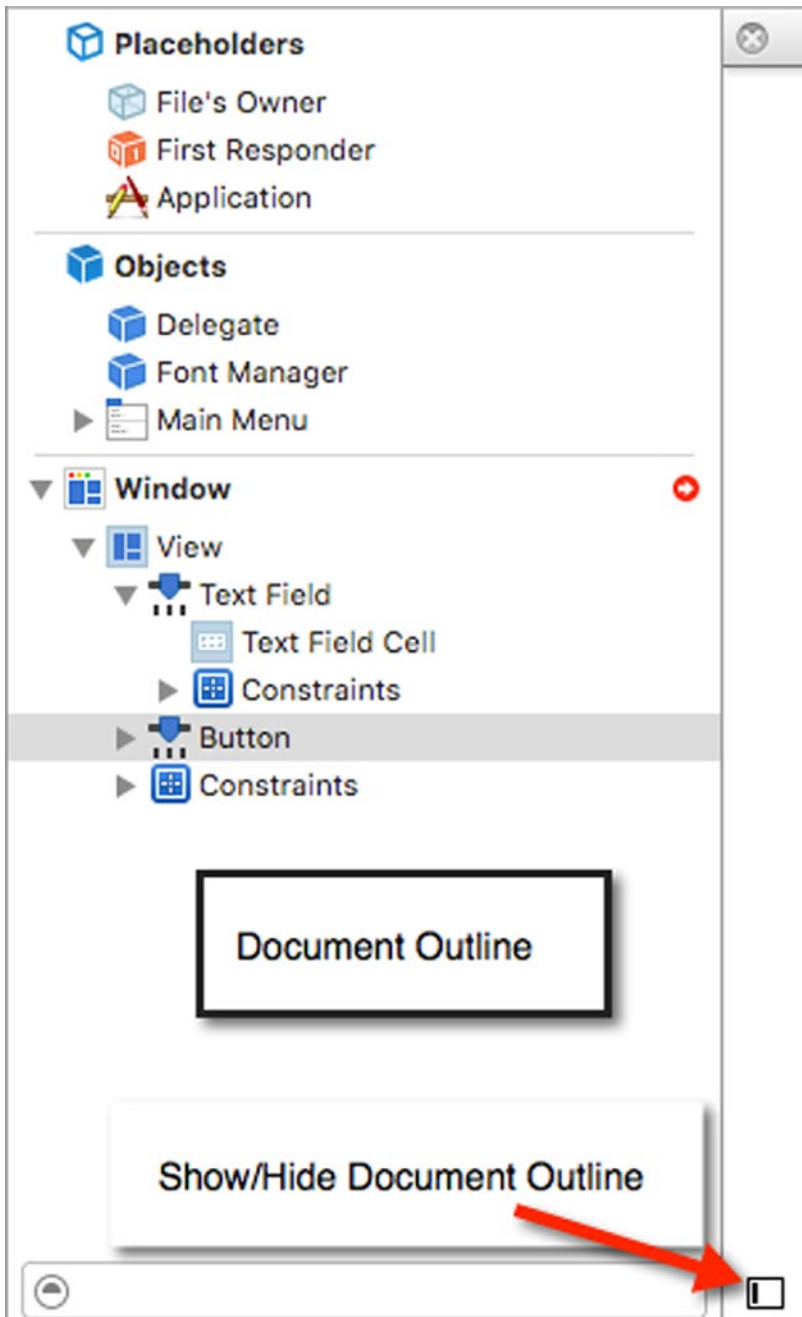 Placeholders
File's Owner
First Responder
Application
Objects
Delegate
Font Manager
Main Menu
Window
View
Text Field
Text Field Cell
Constraints
Button
Constraints
Document Outline
Show/Hide Document Outline